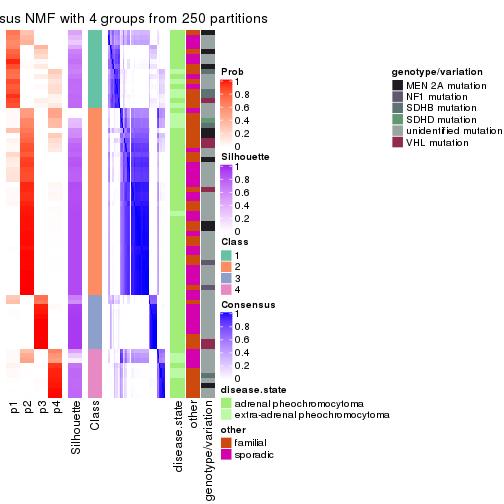 sus NMF with 4 groups from 250 partitions
Prob
1
0.8
0.6
0.4
0.2
0
Silhouette
1
0.8
0.6
0.4
0.2
0
Class
1
2
3
4
Consensus
1
0.8
0.6
0.4
0.2
0
disease.state
adrenal pheochromocytoma
extra-adrenal pheochromocytoma
other
familial
sporadic
genotype/variation
MEN 2A mutation
NF1 mutation
SDHB mutation
SDHD mutation
unidentified mutation
VHL mutation
p1
p2
p3
p4
Silhouette
Class
disease.state
other
genotype/variation